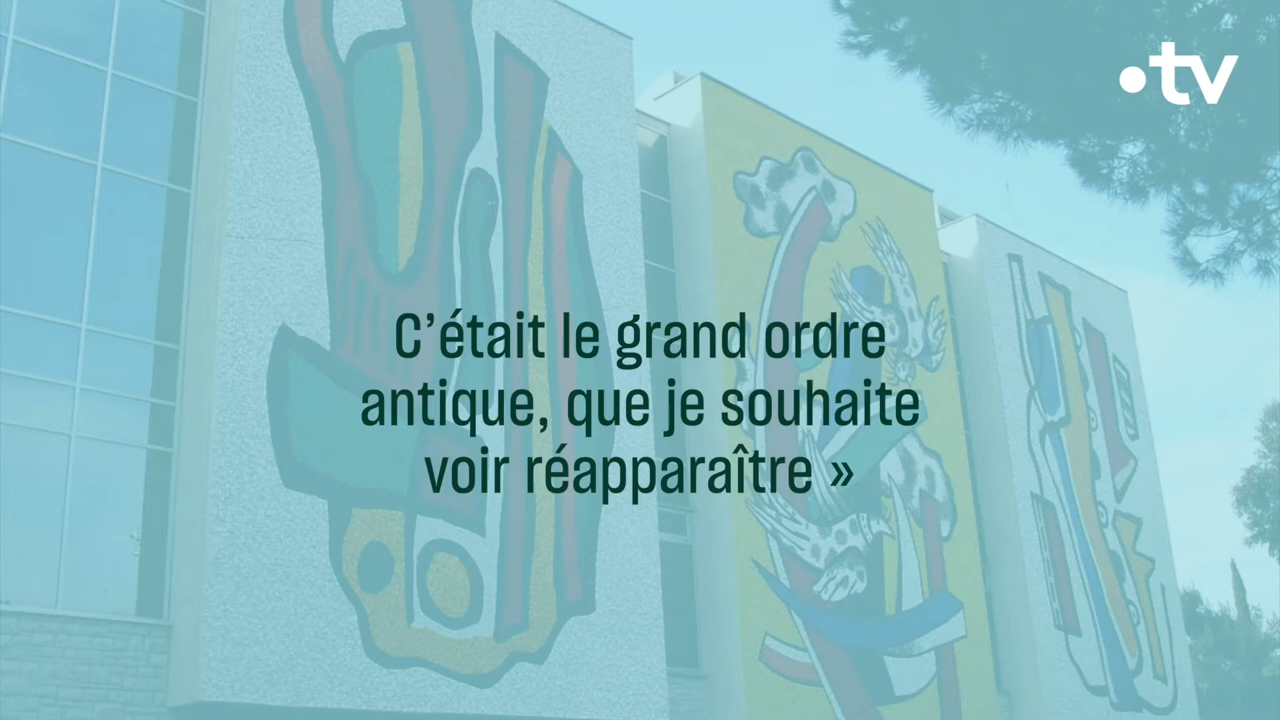 •tv
C’était le grand ordre
antique, que je souhaite
voir réapparaître »